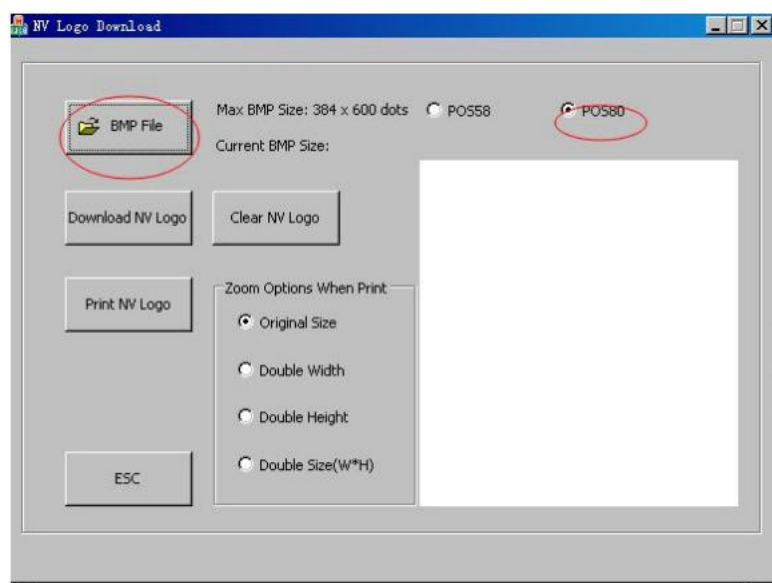 NV Logo Download
BMP File
Max BMP Size: 384 x 600 dots
POS58
POS80
Current BMP Size:
Download NV Logo
Clear NV Logo
Print NV Logo
Zoom Options When Print
Original Size
Double Width
Double Height
Double Size(W*H)
ESC